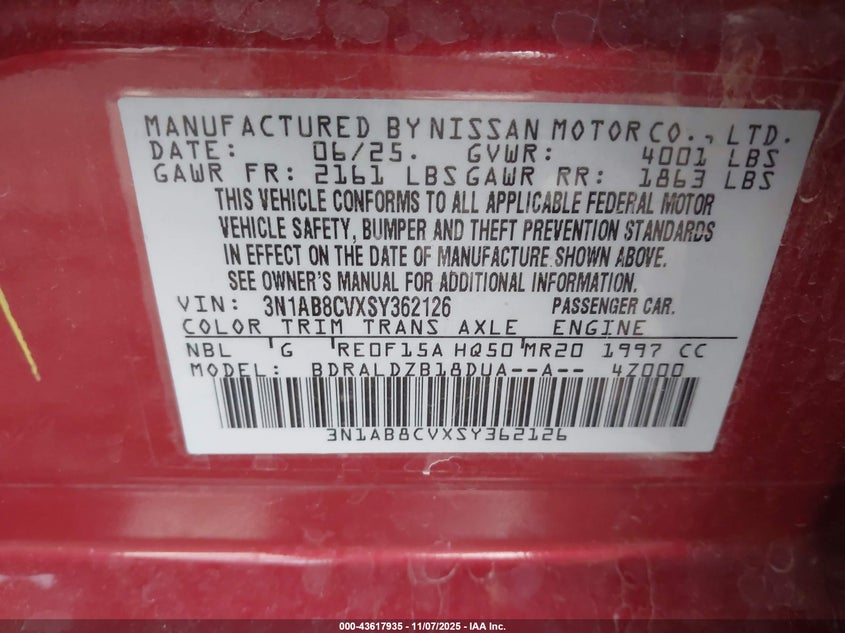 MANUFACTURED BY NISSAN MOTOR CO., LTD.
DATE: 06/25. GVWR: 4001 LBS
GAWR FR: 2161 LBS GAWR RR: 1863 LBS
THIS VEHICLE CONFORMS TO ALL APPLICABLE FEDERAL MOTOR
VEHICLE SAFETY, BUMPER AND THEFT PREVENTION STANDARDS
IN EFFECT ON THE DATE OF MANUFACTURE SHOWN ABOVE.
SEE OWNER'S MANUAL FOR ADDITIONAL INFORMATION.
VIN: 3N1AB8CVXSY362126 PASSENGER CAR.
COLOR TRIM TRANS AXLE ENGINE
NBL G RE0F15A HQ50 MR20 1997 CC
MODEL: BDRALDZB18DUA--A-- 4Z000
3N1AB8CVXSY362126
000-43617935 | 11/07/2025 | IAA Inc.